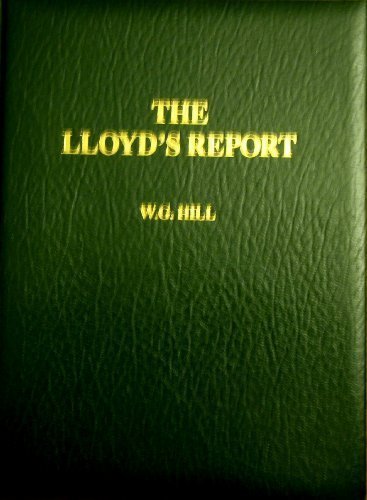 THE
LLOYD'S REPORT
W.G. HILL